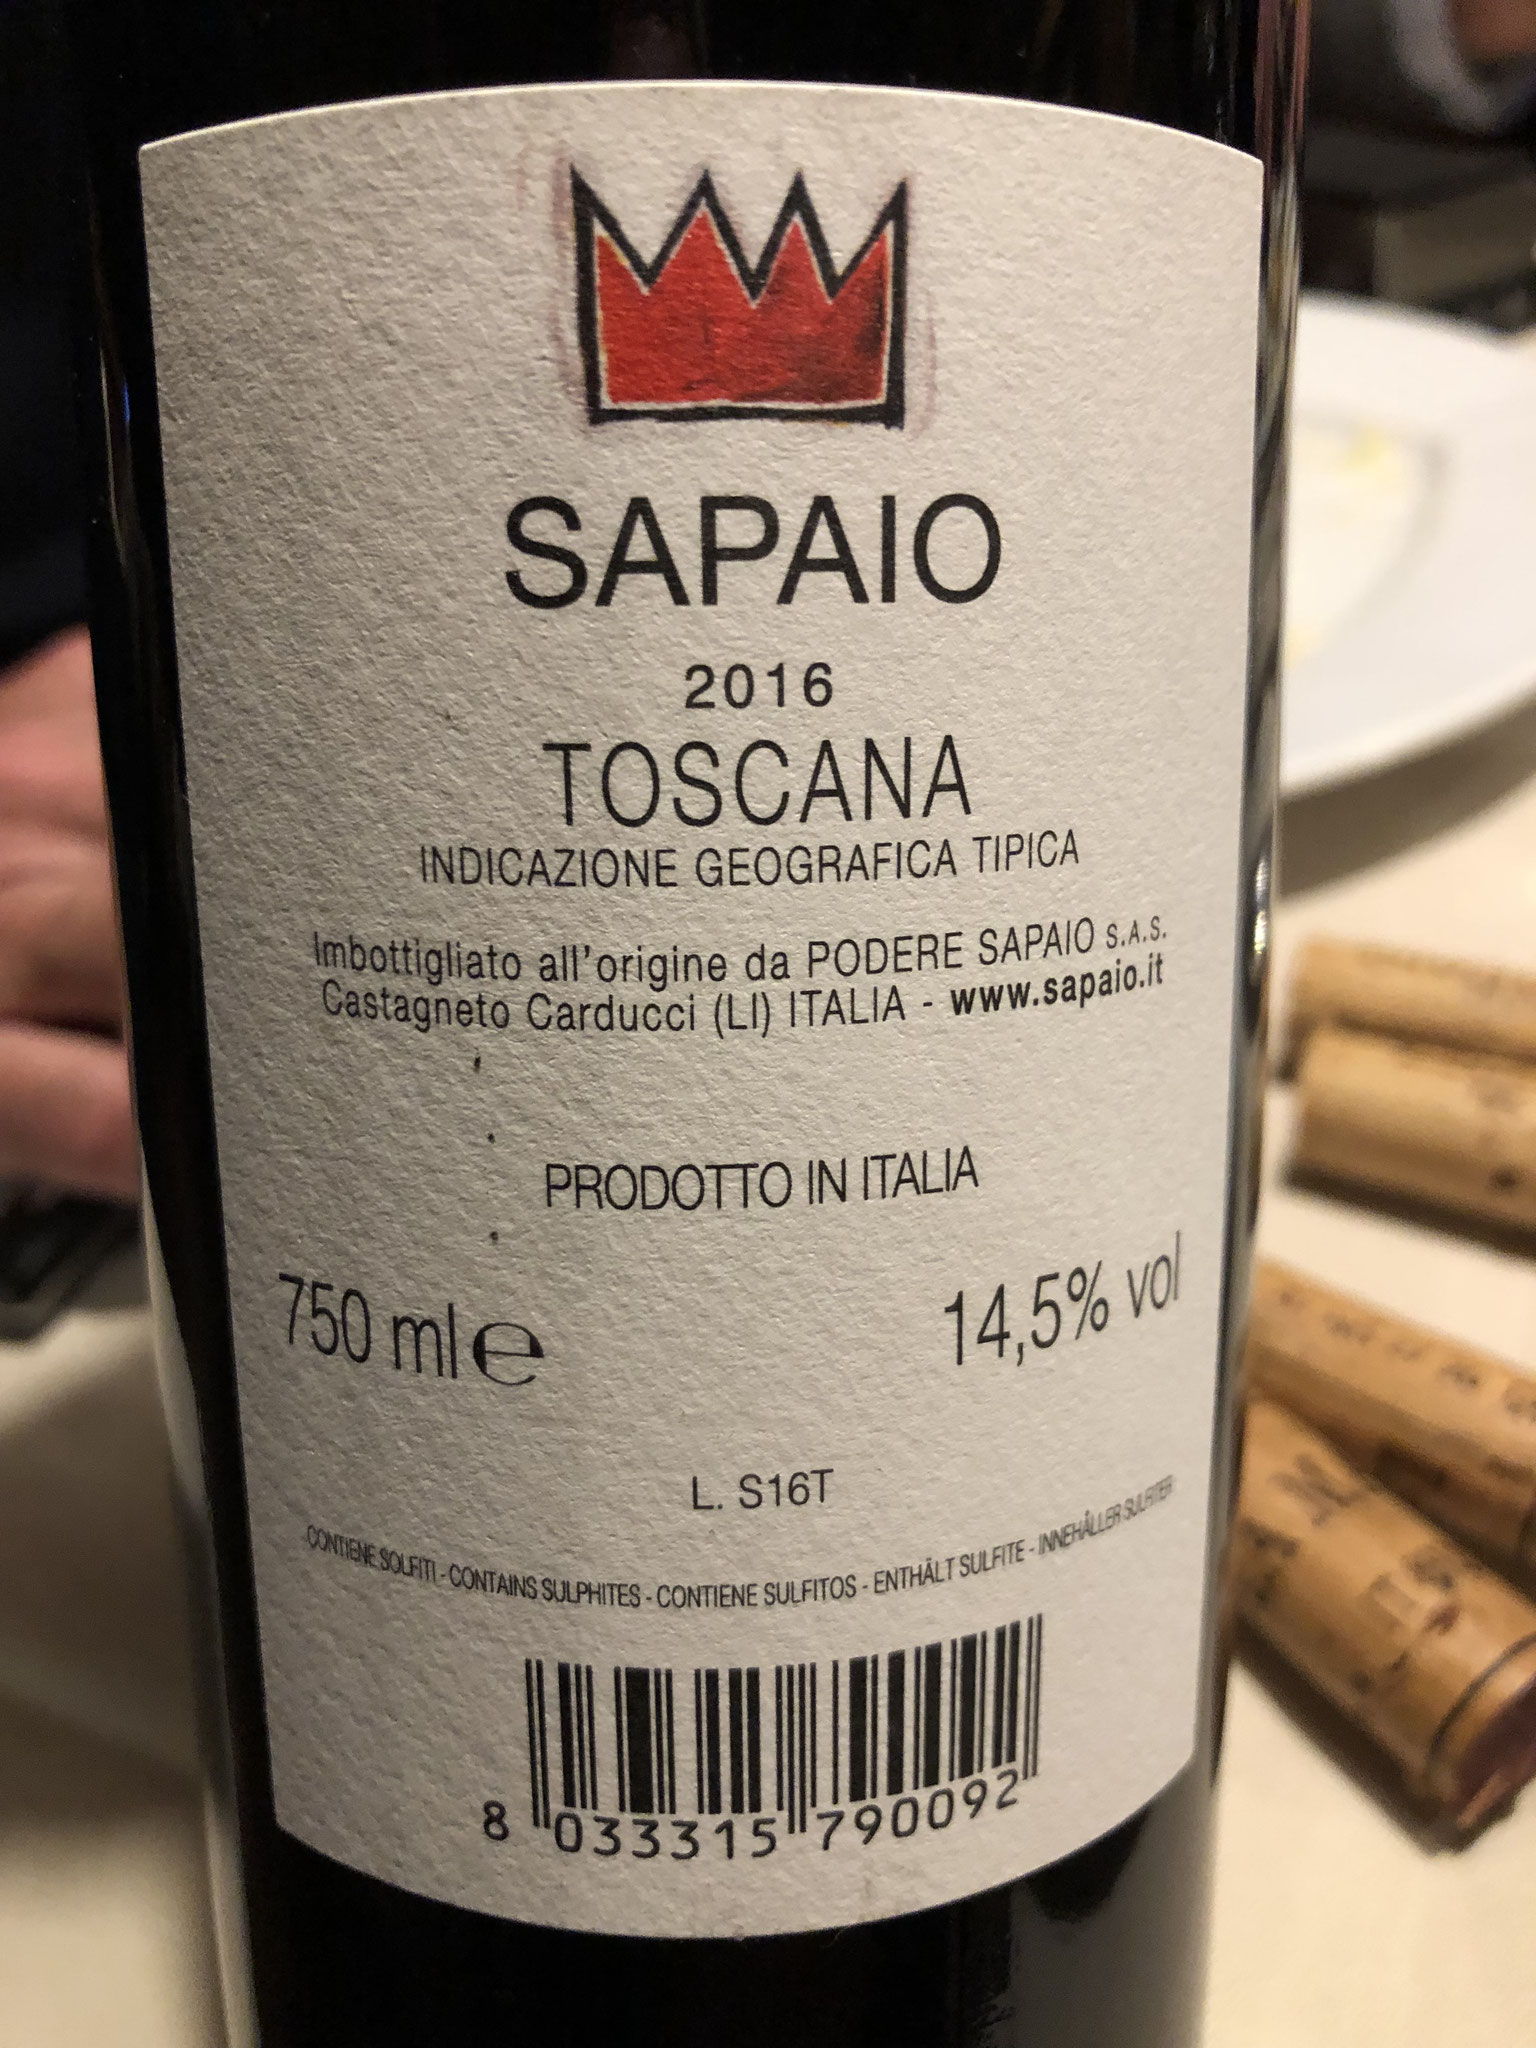 SAPAIO
2016
TOSCANA
INDICAZIONE GEOGRAFICA TIPICA
Imbottigliato all'origine da PODERE SAPAIO S.A.S.
Castagneto Carducci (LI) ITALIA - www.sapaio.it
PRODOTTO IN ITALIA
750 ml e
14,5% vol
L. S16T
CONTIENE SOLFITI - CONTAINS SULPHITES - CONTIENE SULFITOS - ENTHÄLT SULFITE - INNEHÅLLER SULFITER
8 033315 790092